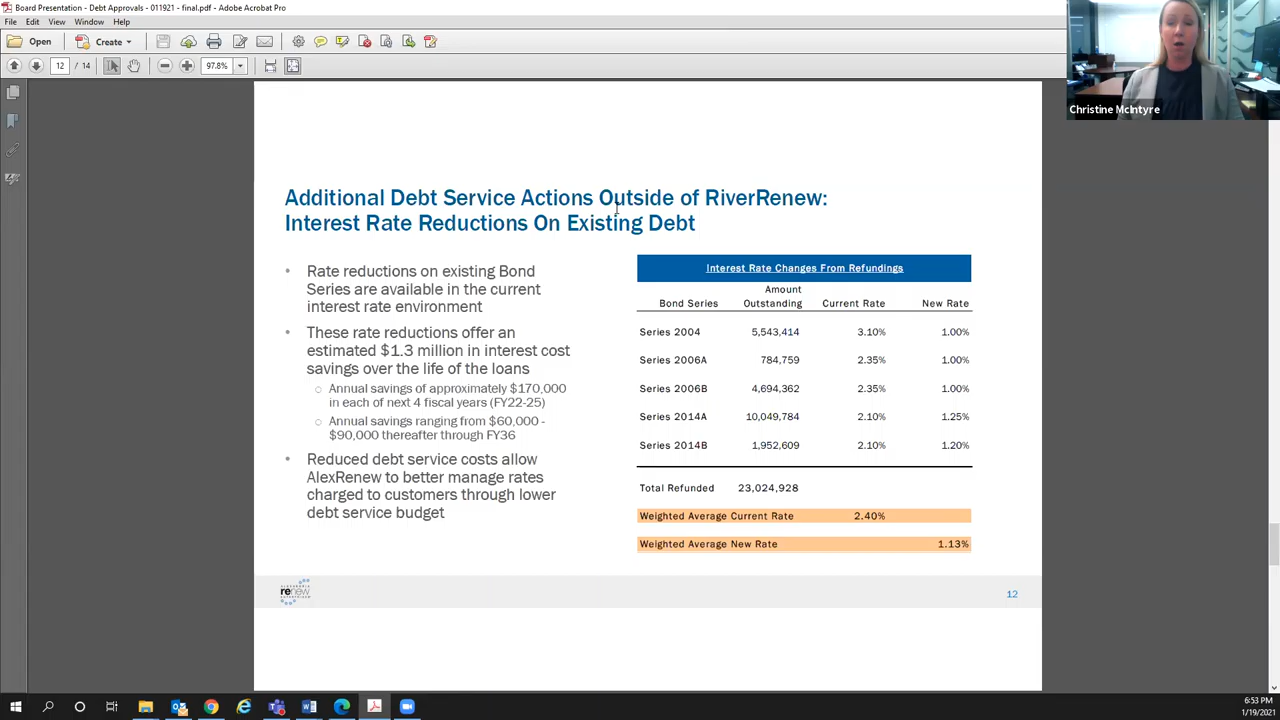 Board Presentation - Debt Approvals - 011921 - final.pdf - Adobe Acrobat Pro
File Edit View Window Help
Open Create
12 / 14 97.8%
Christine McIntyre
Additional Debt Service Actions Outside of RiverRenew:
Interest Rate Reductions On Existing Debt
• Rate reductions on existing Bond
Series are available in the current
interest rate environment
• These rate reductions offer an
estimated $1.3 million in interest cost
savings over the life of the loans
○ Annual savings of approximately $170,000
in each of next 4 fiscal years (FY22-25)
○ Annual savings ranging from $60,000 -
$90,000 thereafter through FY36
• Reduced debt service costs allow
AlexRenew to better manage rates
charged to customers through lower
debt service budget
Interest Rate Changes From Refundings
Amount
Bond Series Outstanding Current Rate New Rate
Series 2004 5,543,414 3.10% 1.00%
Series 2006A 784,759 2.35% 1.00%
Series 2006B 4,694,362 2.35% 1.00%
Series 2014A 10,049,784 2.10% 1.25%
Series 2014B 1,952,609 2.10% 1.20%
Total Refunded 23,024,928
Weighted Average Current Rate 2.40%
Weighted Average New Rate 1.13%
renew
12
6:53 PM
1/19/2021